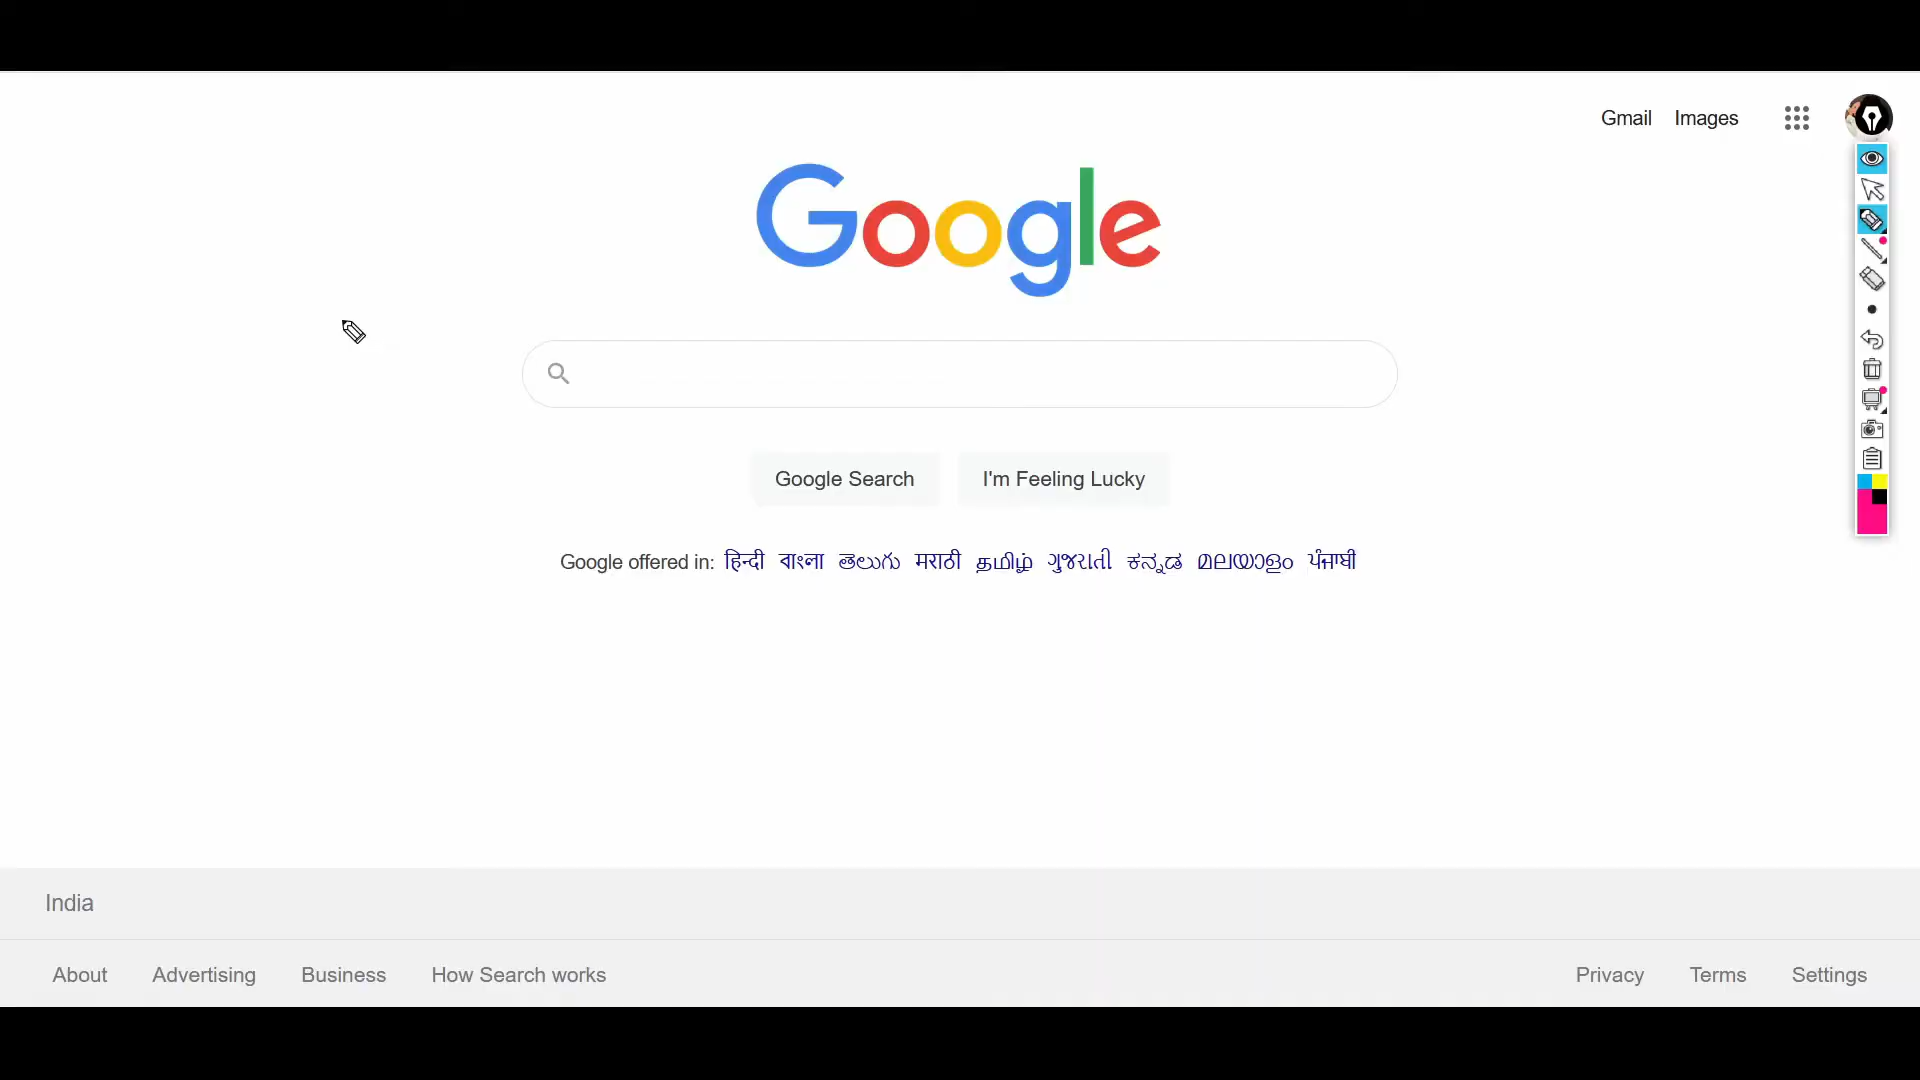 Gmail Images
Google
Google Search I'm Feeling Lucky
Google offered in: हिन्दी বাংলা తెలుగు मराठी தமிழ் ગુજરાતી ಕನ್ನಡ മലയാളം ਪੰਜਾਬੀ
India
About Advertising Business How Search works Privacy Terms Settings